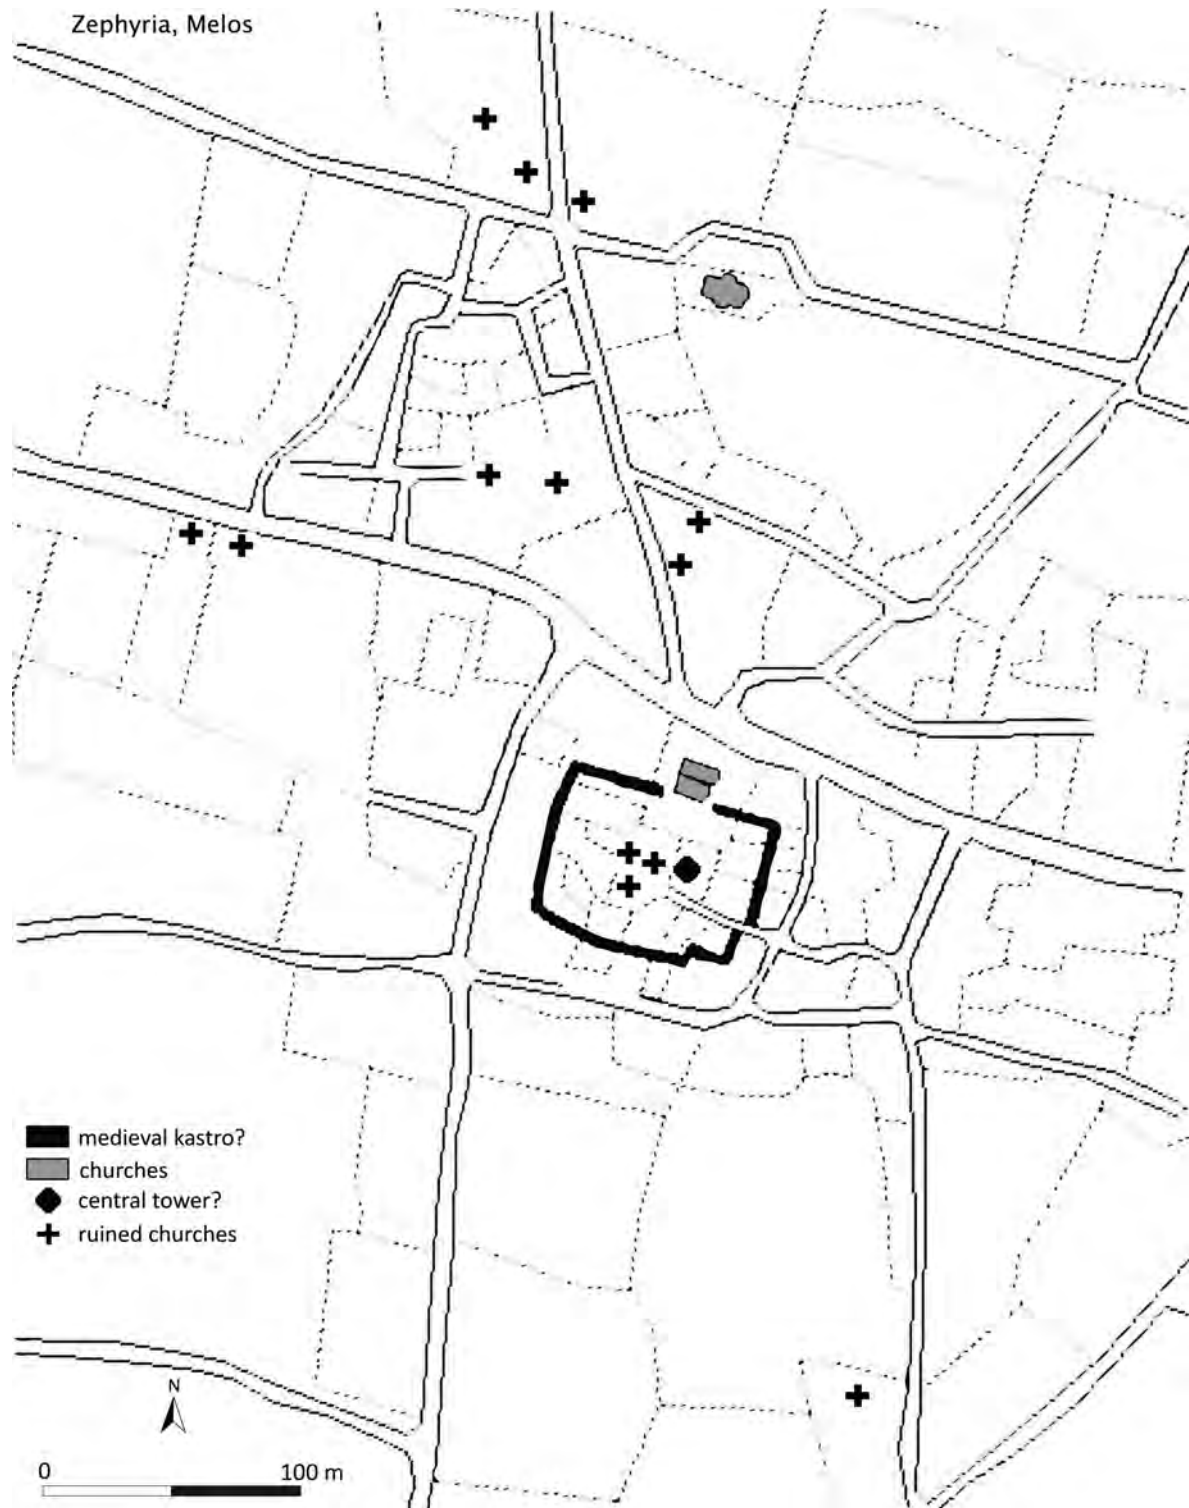 Zephyria, Melos
medieval kastro?
churches
central tower?
ruined churches
N
0 100 m